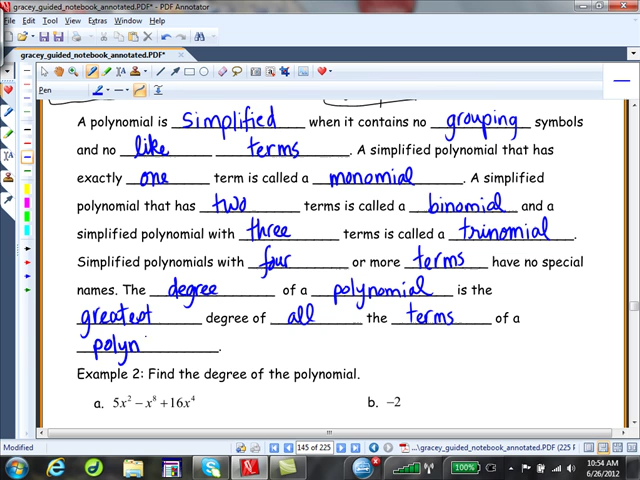 gracey_guided_notebook_annotated.PDF* - PDF Annotator
File Edit Tool View Extras Help
gracey_guided_notebook_annotated.PDF*
Pen
A polynomial is simplified when it contains no grouping symbols
and no like terms. A simplified polynomial that has
exactly one term is called a monomial. A simplified
polynomial that has two terms is called a binomial and a
simplified polynomial with three terms is called a trinomial.
Simplified polynomials with four or more terms have no special
names. The degree of a polynomial is the
greatest degree of all the terms of a
polyn.
Example 2: Find the degree of the polynomial.
a. 5x² − x⁸ + 16x⁴ b. −2
Modified 145 of 225 ...gracey_guided_notebook_annotated.PDF (225 P
100% 10:54 AM
6/26/2012